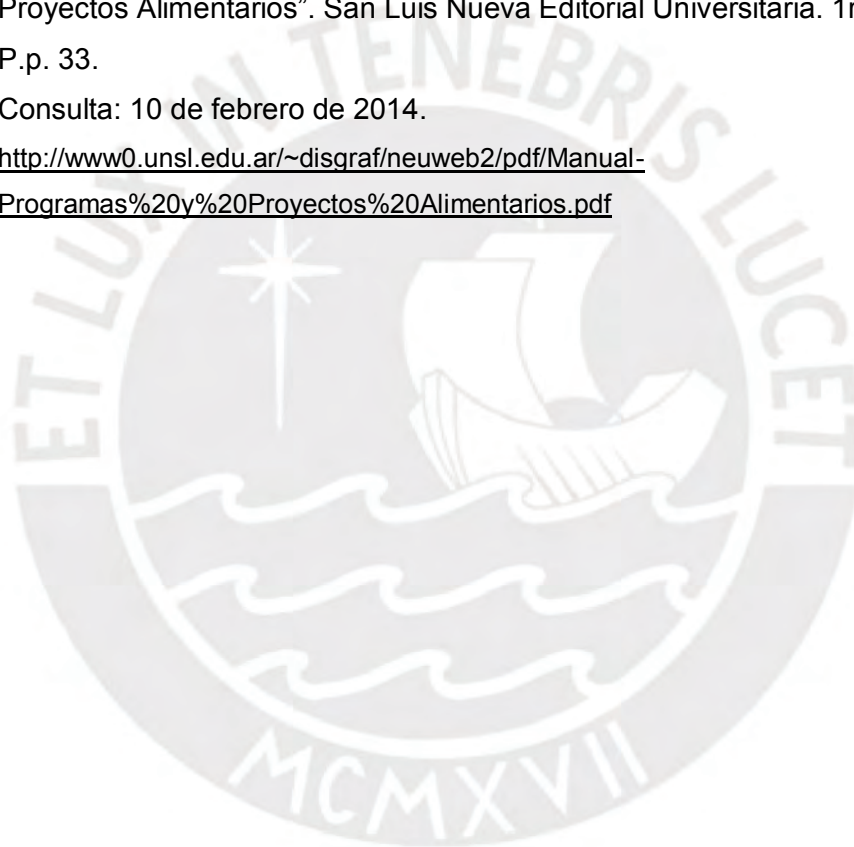 Proyectos Alimentarios”. San Luis Nueva Editorial Universitaria.
P.p. 33.
Consulta: 10 de febrero de 2014.
http://www0.unsl.edu.ar/~disgraf/neuweb2/pdf/Manual-
Programas%20y%20Proyectos%20Alimentarios.pdf
ET LUX IN TENEBRIS LUCET
MCMXVII